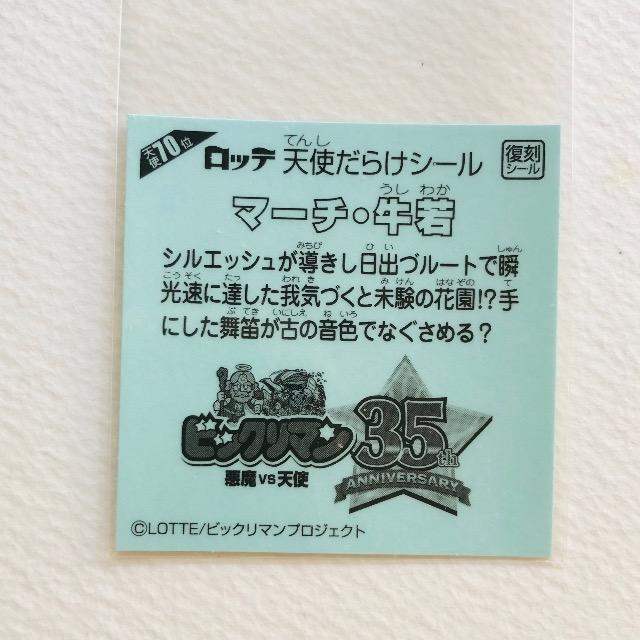 天使70位
ロッテ 天使だらけシール
復刻
シール
マーチ・牛若
シルエッシュが導きし日出づルートで瞬
光速に達した我気づくと未験の花園!?手
にした舞笛が古の音色でなぐさめる？
ビックリマン
悪魔VS天使
35th
ANNIVERSARY
©LOTTE/ビックリマンプロジェクト